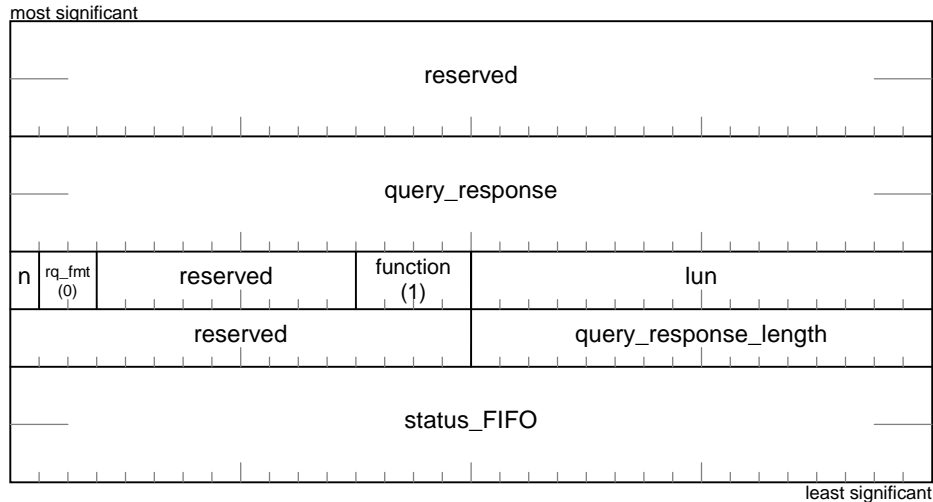 most significant
reserved
query_response
n rq_fmt (0) reserved function (1) lun
reserved query_response_length
status_FIFO
least significant